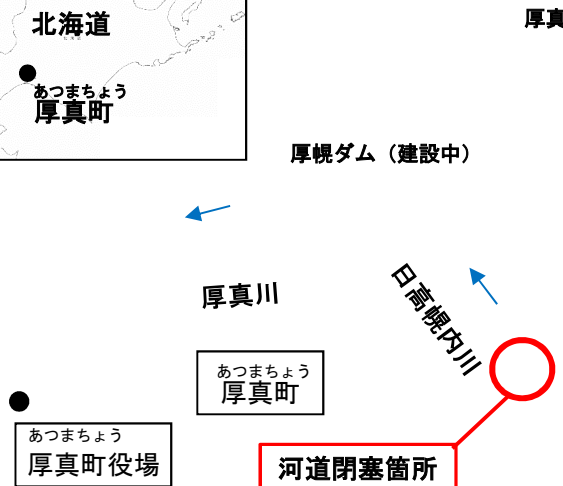 北海道
あつまちょう
厚真町
厚真
厚幌ダム（建設中）
厚真川
日高幌内川
あつまちょう
厚真町
あつまちょう
厚真町役場
河道閉塞箇所